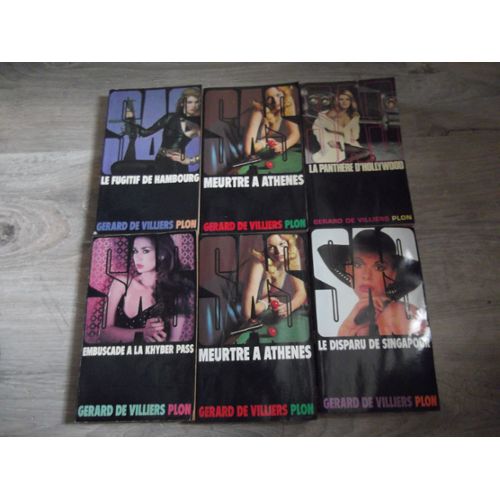 SAS
LE FUGITIF DE HAMBOURG
GERARD DE VILLIERS PLON
SAS
MEURTRE A ATHENES
GERARD DE VILLIERS PLON
SAS
LA PANTHERE D'HOLLYWOOD
GERARD DE VILLIERS PLON
SAS
EMBUSCADE A LA KHYBER PASS
GERARD DE VILLIERS PLON
SAS
MEURTRE A ATHENES
GERARD DE VILLIERS PLON
SAS
LE DISPARU DE SINGAPOUR
GERARD DE VILLIERS PLON